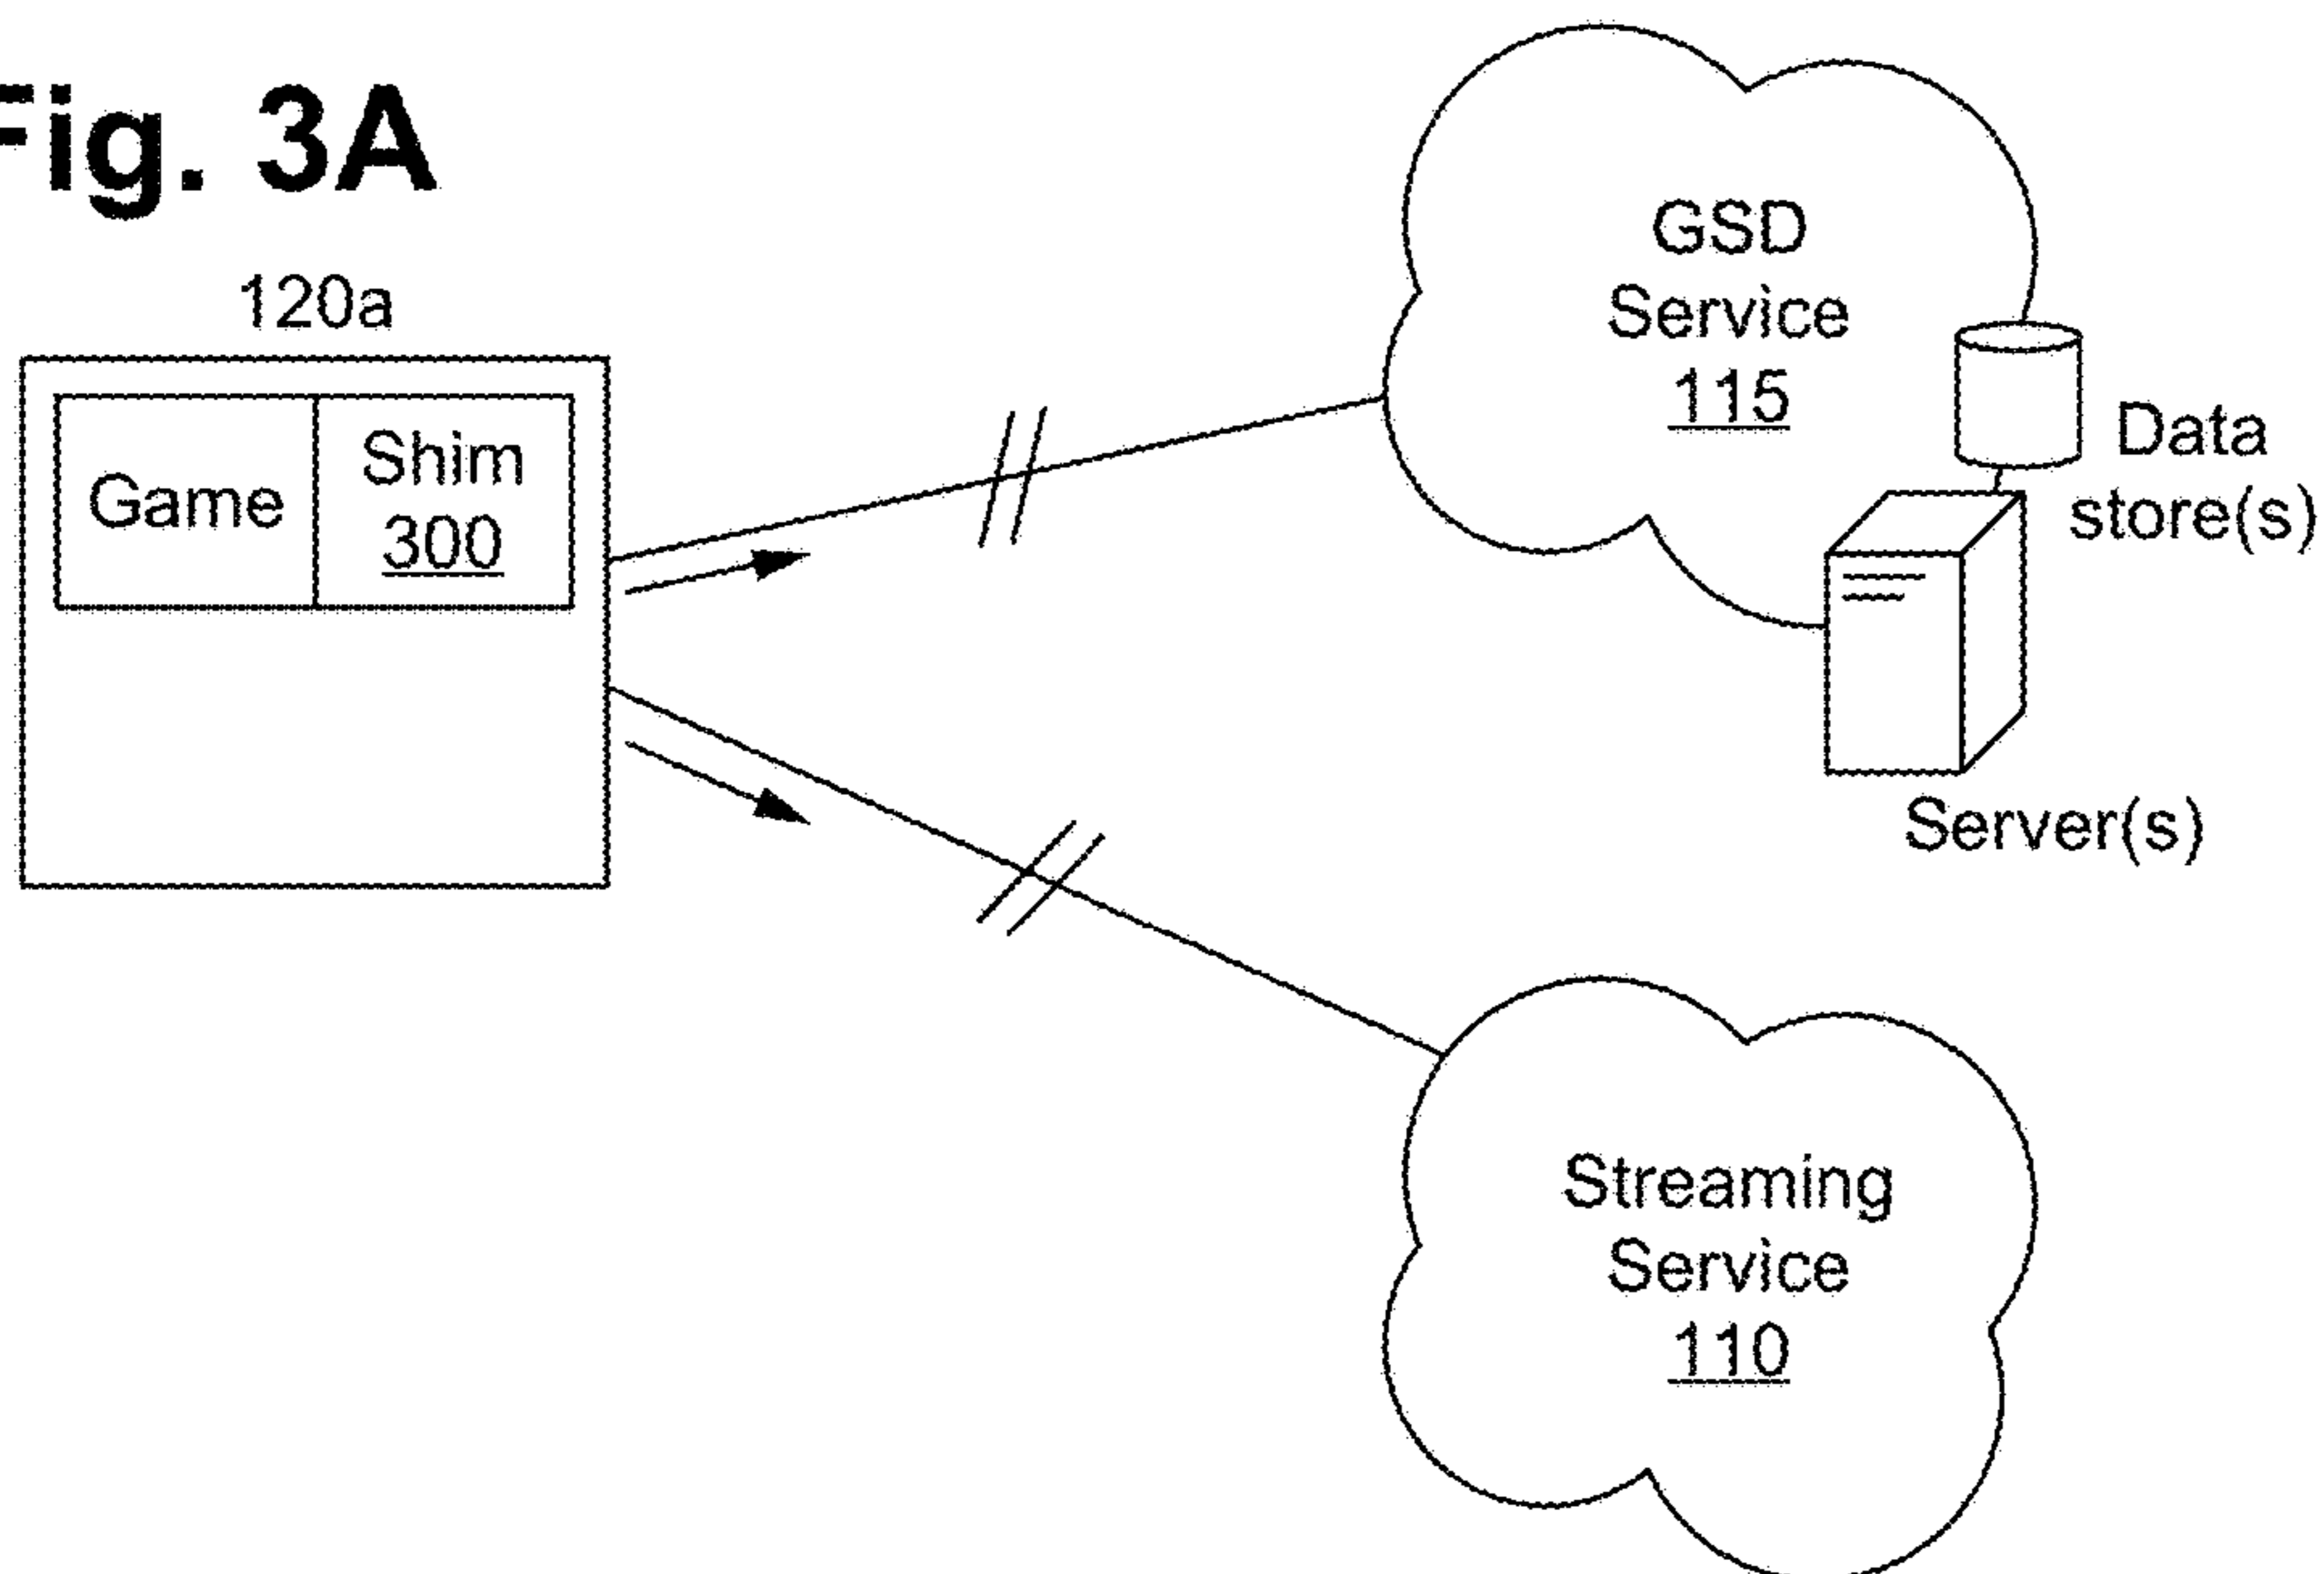 Fig. 3A
120a
Game
Shim
300
GSD
Service
115
Data
store(s)
Server(s)
Streaming
Service
110